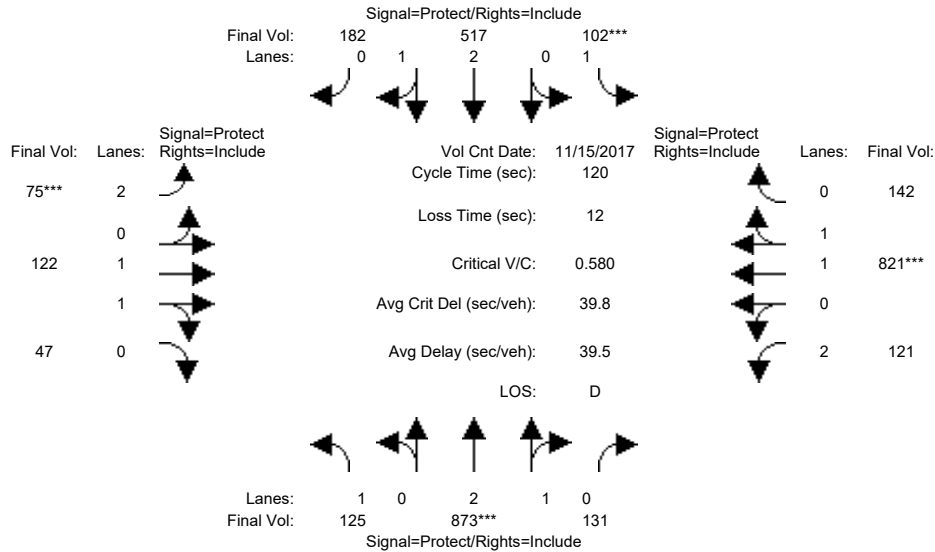 Signal=Protect/Rights=Include
Final Vol: 182 517 102***
Lanes: 0 1 2 0 1
Signal=Protect
Final Vol: Lanes: Rights=Include
Vol Cnt Date: 11/15/2017
Signal=Protect
Rights=Include Lanes: Final Vol:
Cycle Time (sec): 120
75*** 2
0 142
Loss Time (sec): 12
0
1
122 1
Critical V/C: 0.580
1 821***
1
Avg Crit Del (sec/veh): 39.8
0
47 0
Avg Delay (sec/veh): 39.5
2 121
LOS: D
Lanes: 1 0 2 1 0
Final Vol: 125 873*** 131
Signal=Protect/Rights=Include